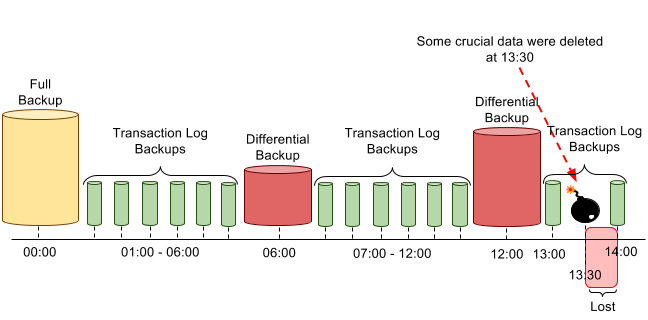 Some crucial data were deleted
at 13:30
Full
Backup
Transaction Log
Backups
Differential
Backup
Transaction Log
Backups
Differential
Backup
Transaction Log
Backups
00:00
01:00 - 06:00
06:00
07:00 - 12:00
12:00
13:00
14:00
13:30
Lost